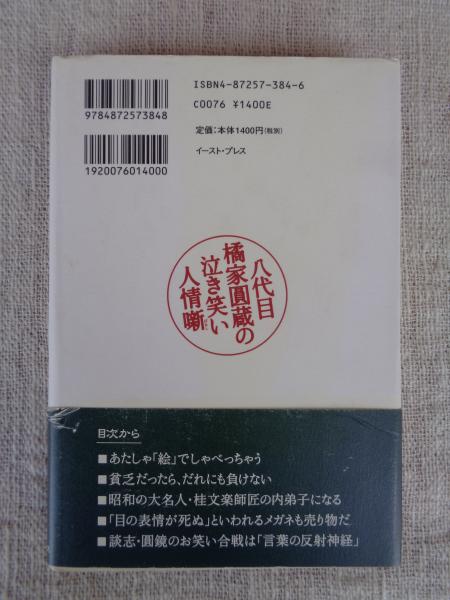 ISBN4-87257-384-6
C0076 ¥1400E
9784872573848
定価:本体1400円(税別)
イースト・プレス
1920076014000
八代目
橘家圓蔵の
泣き笑い
人情噺
ばなし
目次から
■あたしゃ「絵」でしゃべっちゃう
■貧乏だったら、だれにも負けない
■昭和の大名人・桂文楽師匠の内弟子になる
■「目の表情が死ぬ」といわれるメガネも売り物だ
■談志・圓鏡のお笑い合戦は「言葉の反射神経」